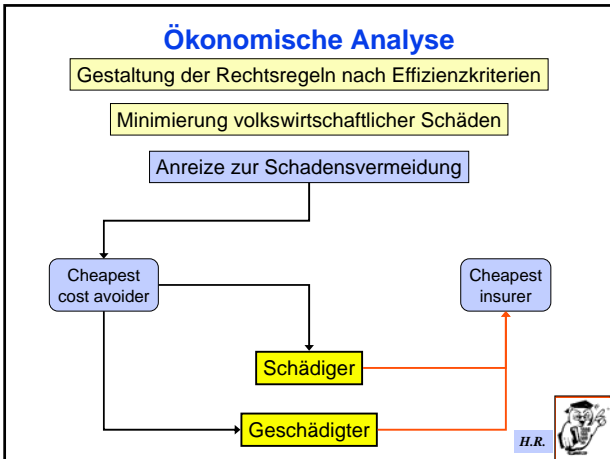 Ökonomische Analyse
Gestaltung der Rechtsregeln nach Effizienzkriterien
Minimierung volkswirtschaftlicher Schäden
Anreize zur Schadensvermeidung
Cheapest
cost avoider
Cheapest
insurer
Schädiger
Geschädigter
H.R.